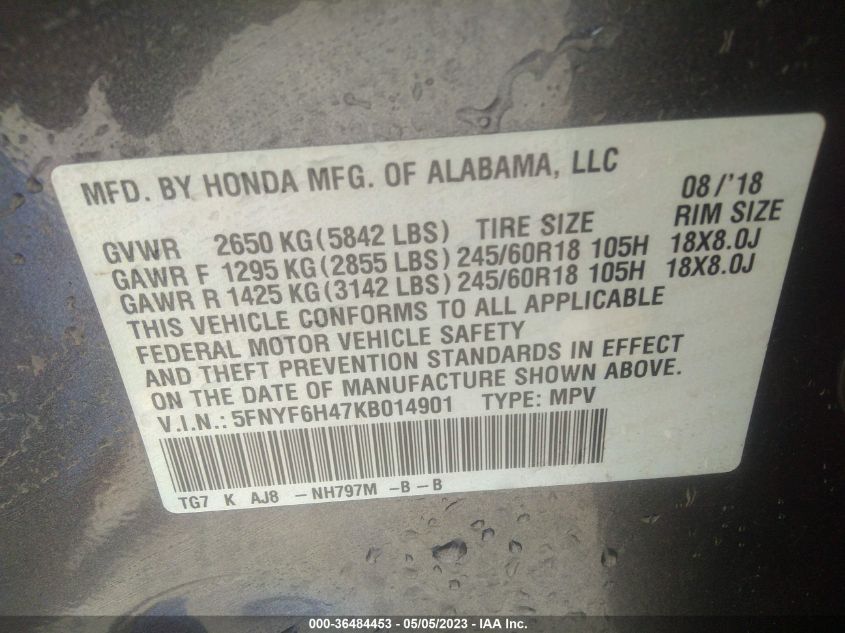 MFD. BY HONDA MFG. OF ALABAMA, LLC 08/'18
GVWR 2650 KG(5842 LBS) TIRE SIZE RIM SIZE
GAWR F 1295 KG(2855 LBS) 245/60R18 105H 18X8.0J
GAWR R 1425 KG(3142 LBS) 245/60R18 105H 18X8.0J
THIS VEHICLE CONFORMS TO ALL APPLICABLE
FEDERAL MOTOR VEHICLE SAFETY
AND THEFT PREVENTION STANDARDS IN EFFECT
ON THE DATE OF MANUFACTURE SHOWN ABOVE.
V.I.N.: 5FNYF6H47KB014901 TYPE: MPV
TG7 K AJ8 - NH797M -B - B
000-36484453 - 05/05/2023 - IAA Inc.